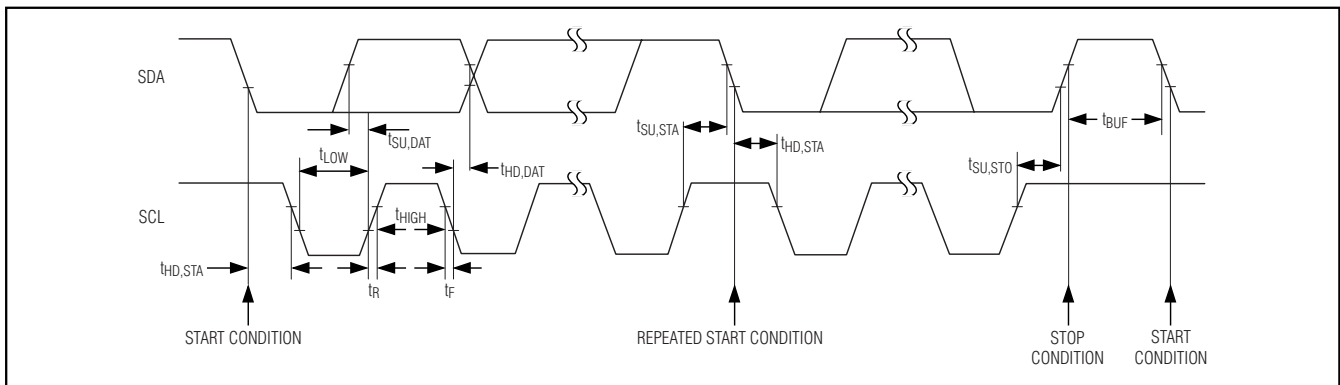 SDA
tSU,DAT
tLOW
tHD,DAT
tSU,STA
tHD,STA
tBUF
tSU,STO
SCL
tHIGH
tHD,STA
tR
tF
START CONDITION
REPEATED START CONDITION
STOP
CONDITION
START
CONDITION